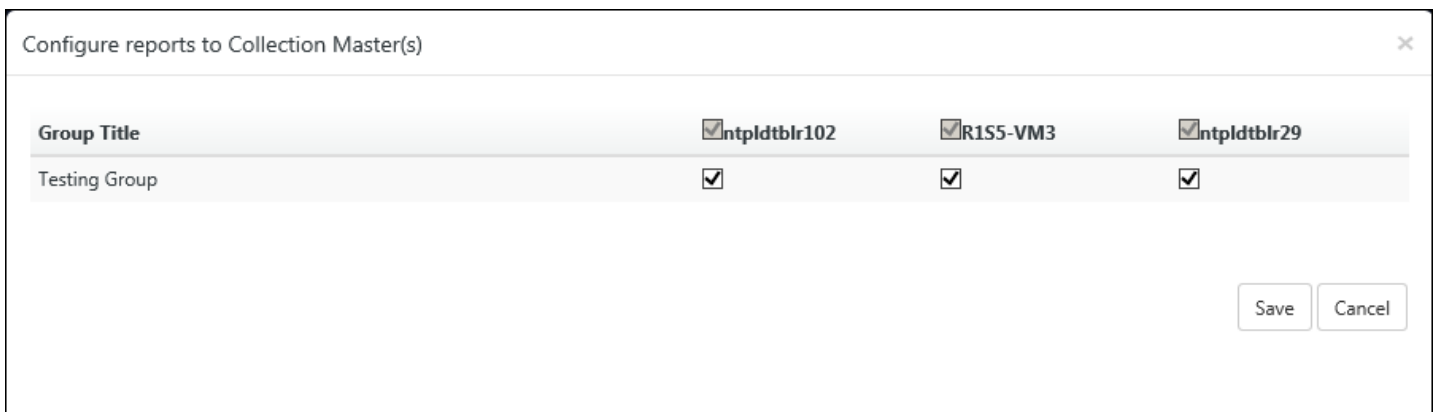 Configure reports to Collection Master(s)
Group Title ntpldtblr102 R1S5-VM3 ntpldtblr29
Testing Group
Save Cancel